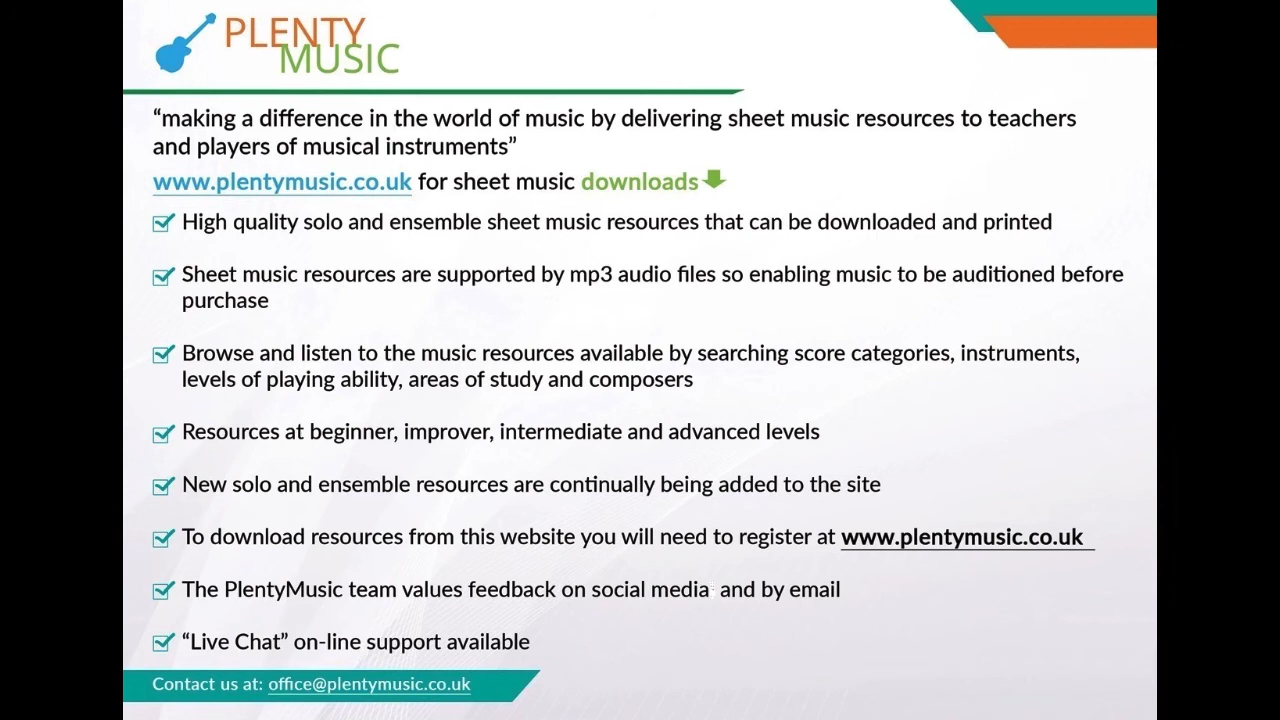 PLENTY
MUSIC
“making a difference in the world of music by delivering sheet music resources to teachers
and players of musical instruments”
www.plentymusic.co.uk for sheet music downloads
High quality solo and ensemble sheet music resources that can be downloaded and printed
Sheet music resources are supported by mp3 audio files so enabling music to be auditioned before
purchase
Browse and listen to the music resources available by searching score categories, instruments,
levels of playing ability, areas of study and composers
Resources at beginner, improver, intermediate and advanced levels
New solo and ensemble resources are continually being added to the site
To download resources from this website you will need to register at www.plentymusic.co.uk
The PlentyMusic team values feedback on social media and by email
“Live Chat” on-line support available
Contact us at: office@plentymusic.co.uk